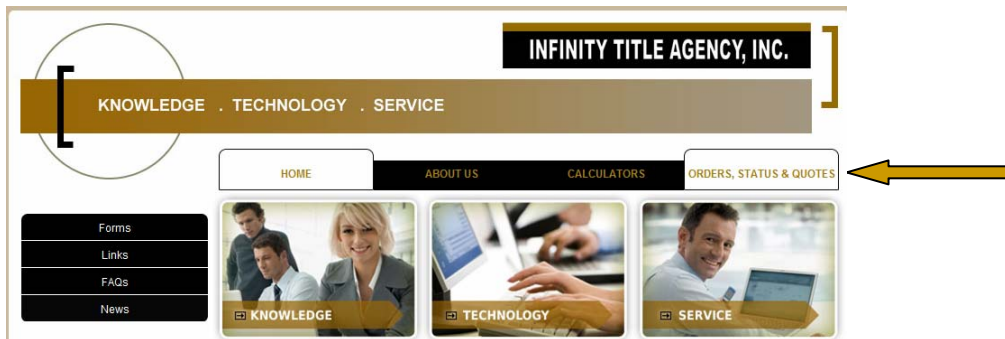 INFINITY TITLE AGENCY, INC.
KNOWLEDGE . TECHNOLOGY . SERVICE
HOME ABOUT US CALCULATORS ORDERS, STATUS & QUOTES
Forms
Links
FAQs
News
KNOWLEDGE TECHNOLOGY SERVICE